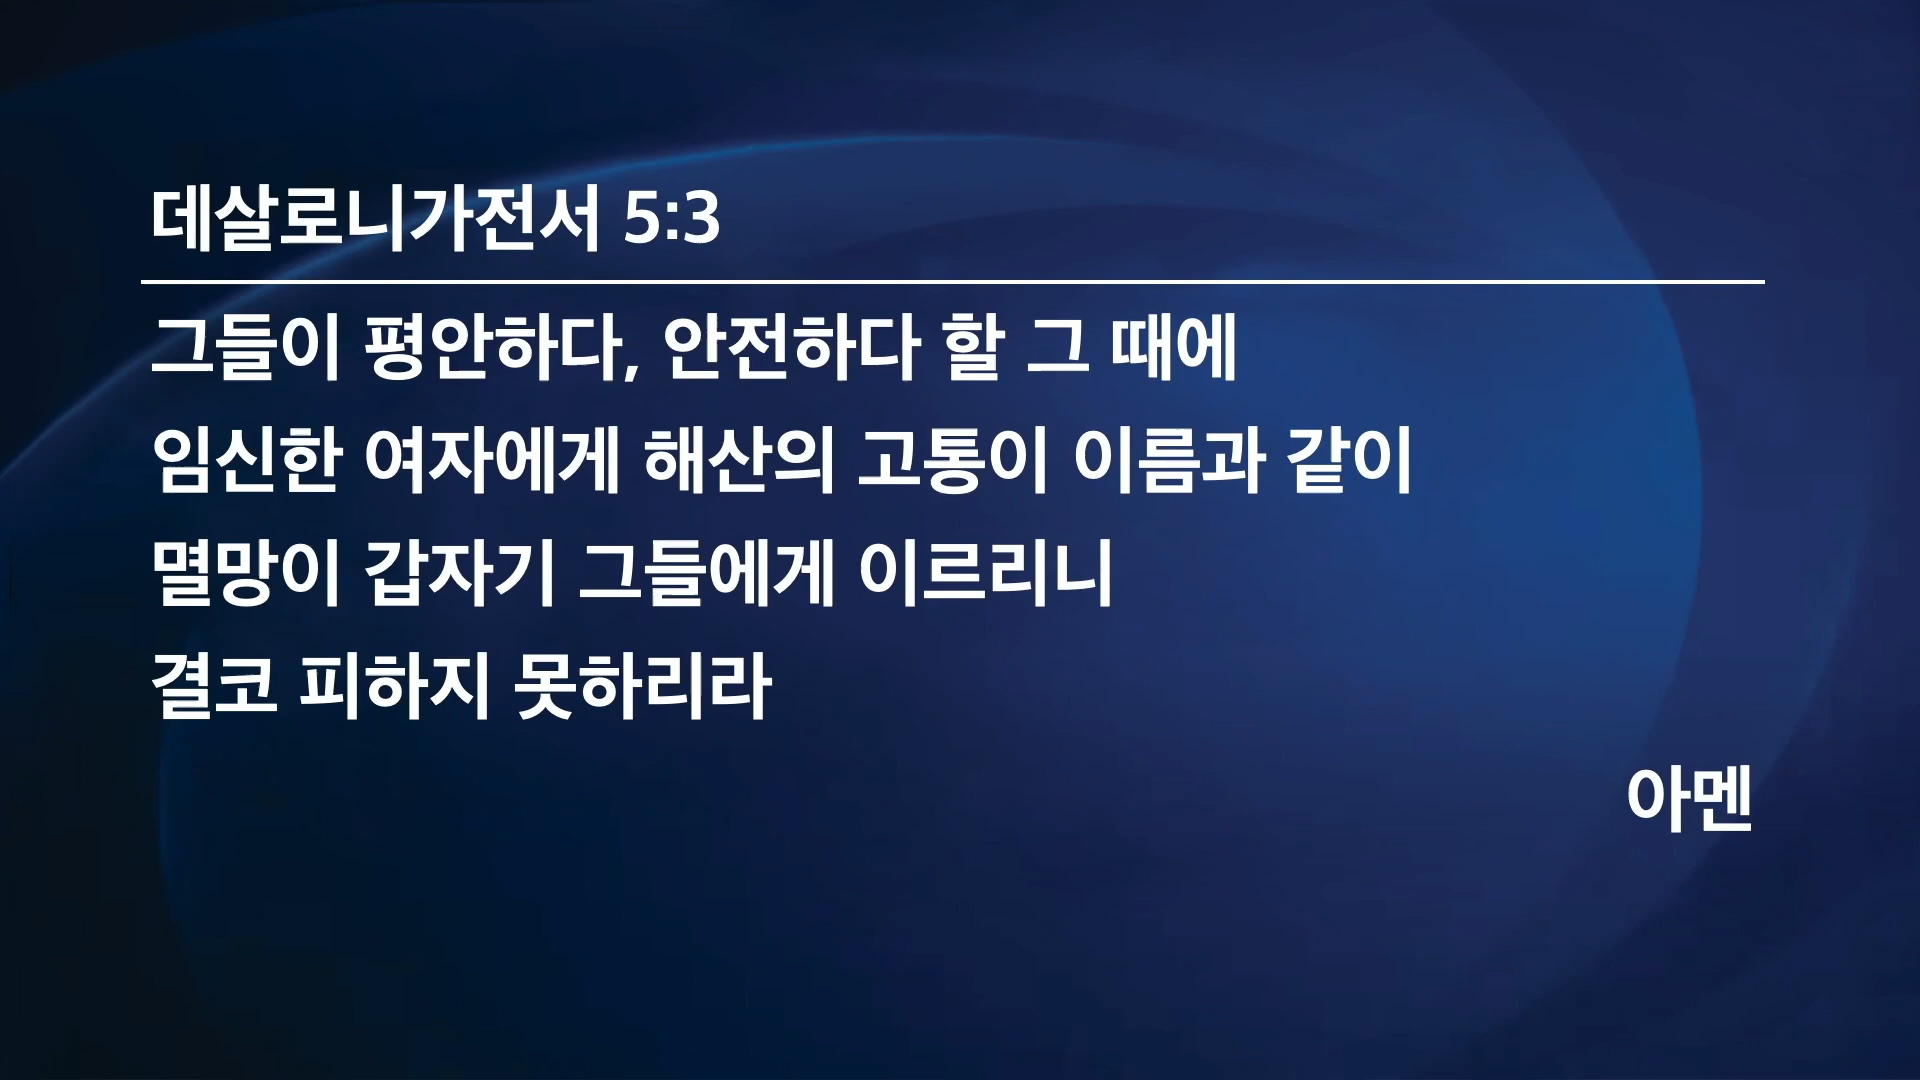 데살로니가전서 5:3
그들이 평안하다, 안전하다 할 그 때에
임신한 여자에게 해산의 고통이 이름과 같이
멸망이 갑자기 그들에게 이르리니
결코 피하지 못하리라
아멘